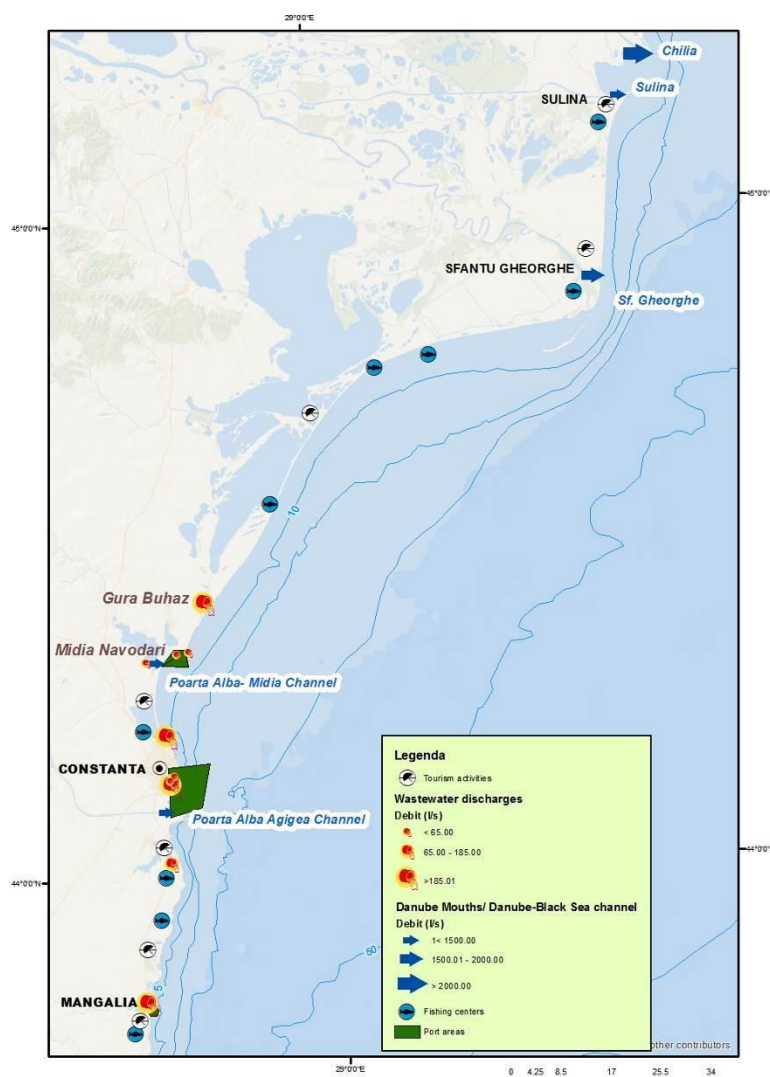 29°0'0"E
Chilia
SULINA
Sulina
45°0'0"N
45°0'0"N
SFANTU GHEORGHE
Sf. Gheorghe
10
Gura Buhaz
Midia Navodari
Poarta Alba- Midia Channel
CONSTANTA
Poarta Alba Agigea Channel
44°0'0"N
44°0'0"N
50
5
MANGALIA
Legenda
Tourism activities
Wastewater discharges
Debit (l/s)
< 65.00
65.00 - 185.00
>185.01
Danube Mouths/ Danube-Black Sea channel
Debit (l/s)
1< 1500.00
1500.01 - 2000.00
> 2000.00
Fishing centers
Port areas
other contributors
29°0'0"E
0 4.25 8.5 17 25.5 34